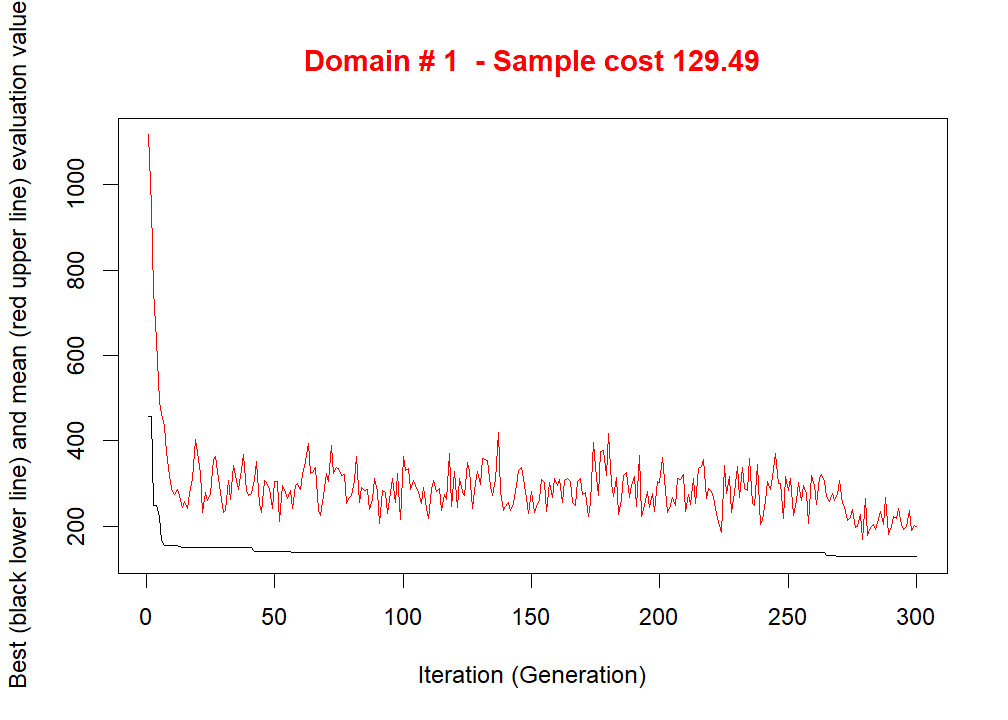 Domain # 1  - Sample cost 129.49
Best (black lower line) and mean (red upper line) evaluation value
1000
800
600
400
200
0 50 100 150 200 250 300
Iteration (Generation)